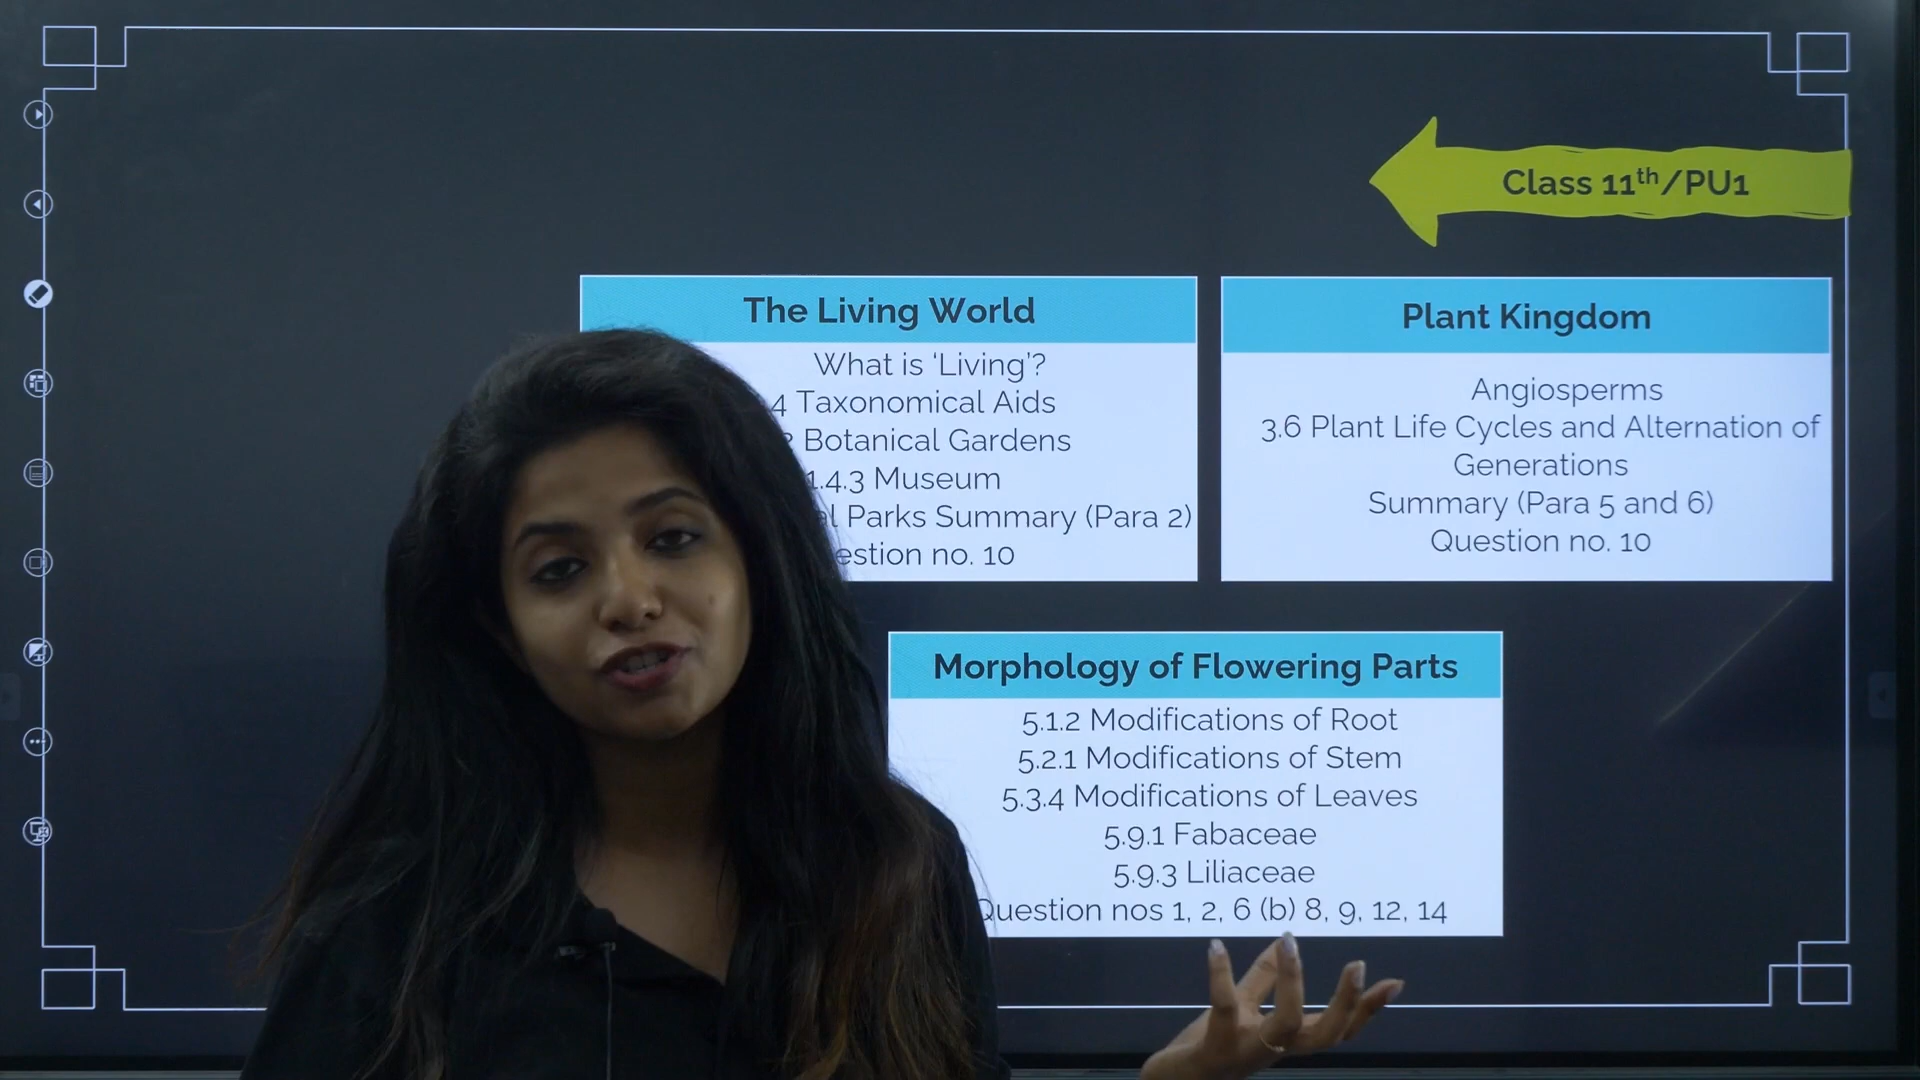 Class 11th/PU1
The Living World
What is ‘Living’?
4 Taxonomical Aids
Botanical Gardens
1.4.3 Museum
Parks Summary (Para 2)
no. 10
Plant Kingdom
Angiosperms
3.6 Plant Life Cycles and Alternation of
Generations
Summary (Para 5 and 6)
Question no. 10
Morphology of Flowering Parts
5.1.2 Modifications of Root
5.2.1 Modifications of Stem
5.3.4 Modifications of Leaves
5.9.1 Fabaceae
5.9.3 Liliaceae
Question nos 1, 2, 6 (b) 8, 9, 12, 14